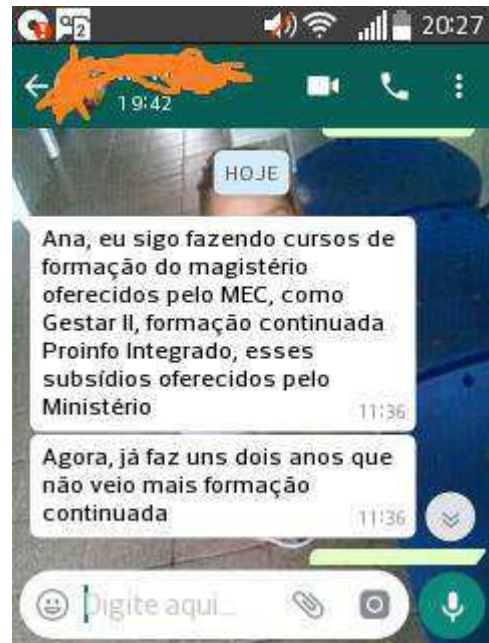 20:27
19:42
HOJE
Ana, eu sigo fazendo cursos de
formação do magistério
oferecidos pelo MEC, como
Gestar II, formação continuada
Proinfo Integrado, esses
subsídios oferecidos pelo
Ministério
11:36
Agora, já faz uns dois anos que
não veio mais formação
continuada
11:36
Digite aqui...